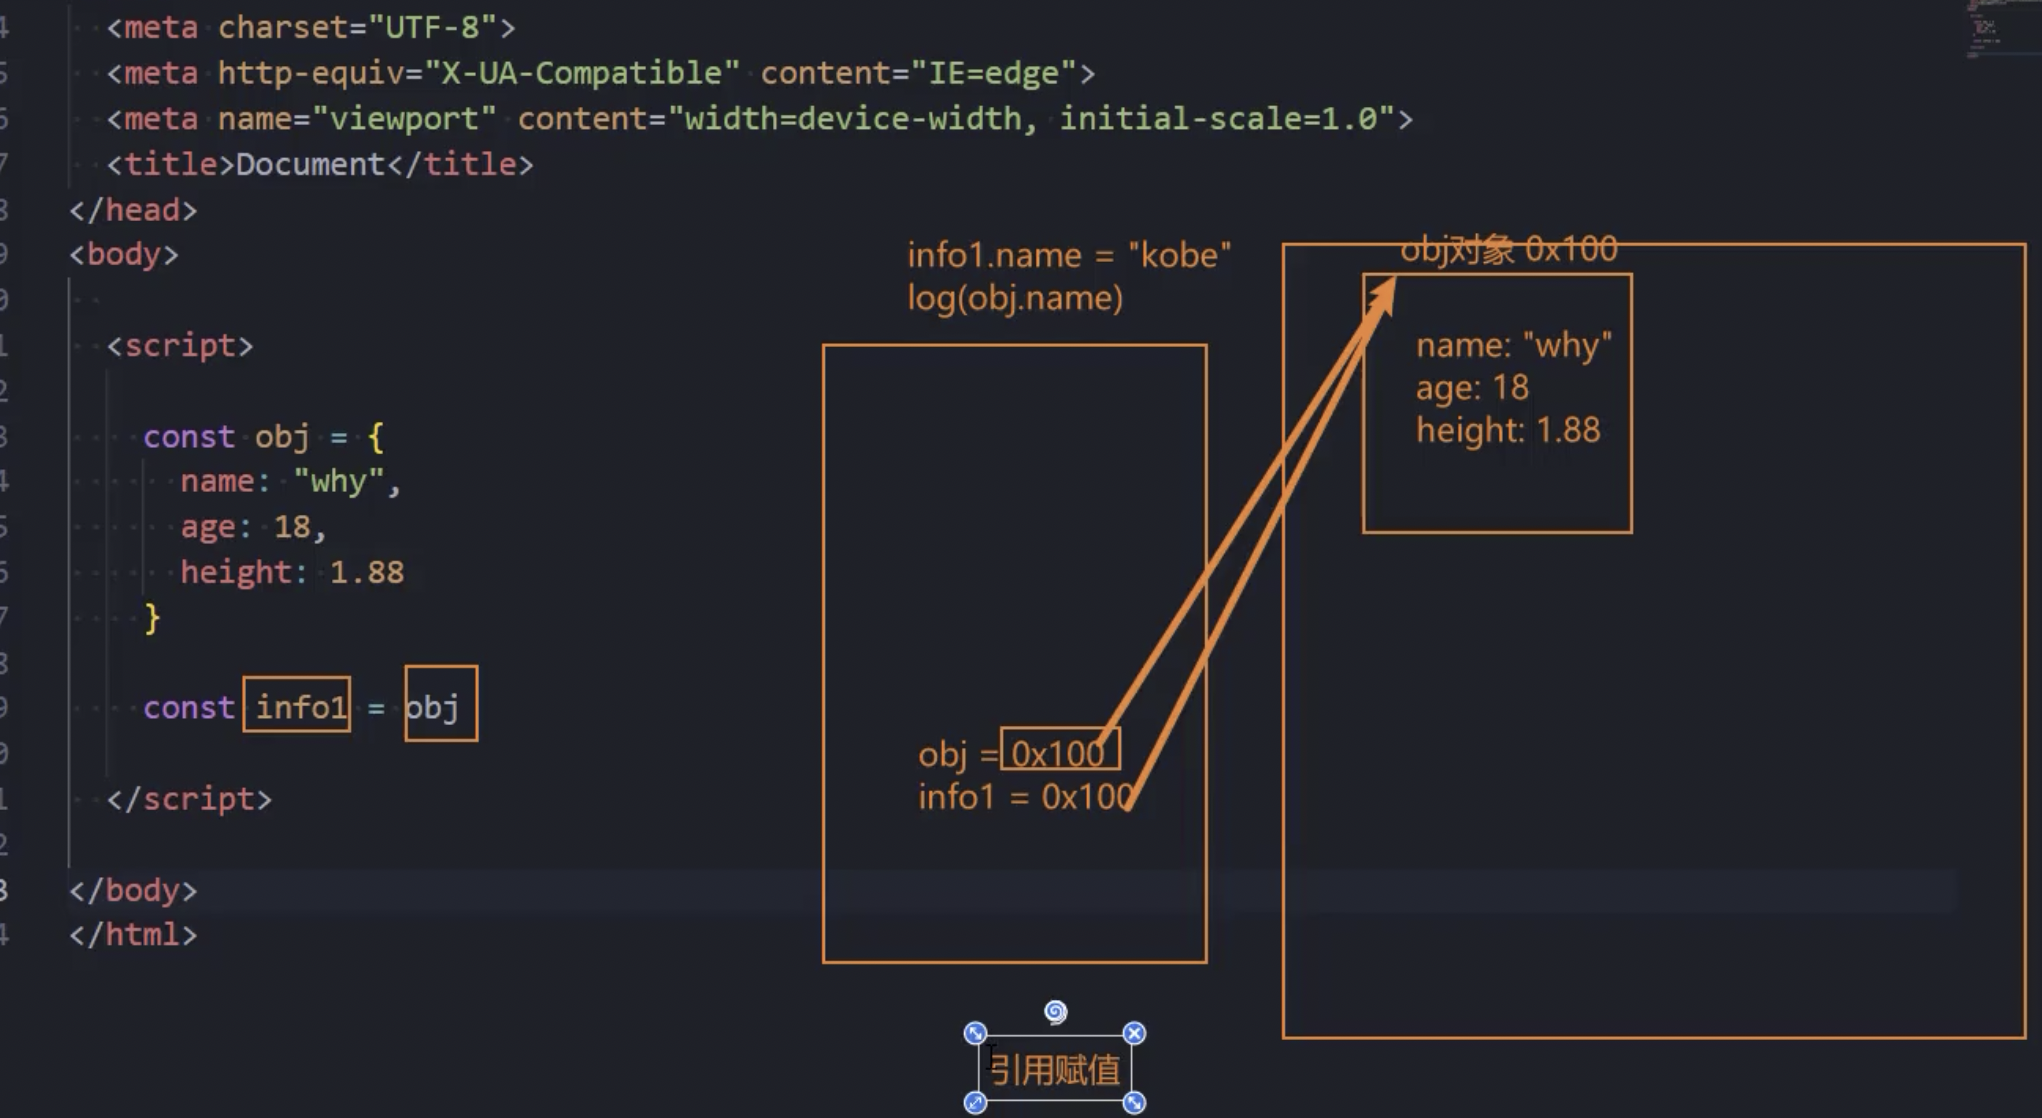 4 <meta charset="UTF-8">
5 <meta http-equiv="X-UA-Compatible" content="IE=edge">
6 <meta name="viewport" content="width=device-width, initial-scale=1.0">
7 <title>Document</title>
8 </head>
9 <body>
0
1 <script>
2
3 const obj = {
4 name: "why",
5 age: 18,
6 height: 1.88
7 }
8
9 const info1 = obj
0
1 </script>
2
3 </body>
4 </html>
info1.name = "kobe"
log(obj.name)
obj = 0x100
info1 = 0x100
obj对象 0x100
name: "why"
age: 18
height: 1.88
引用赋值